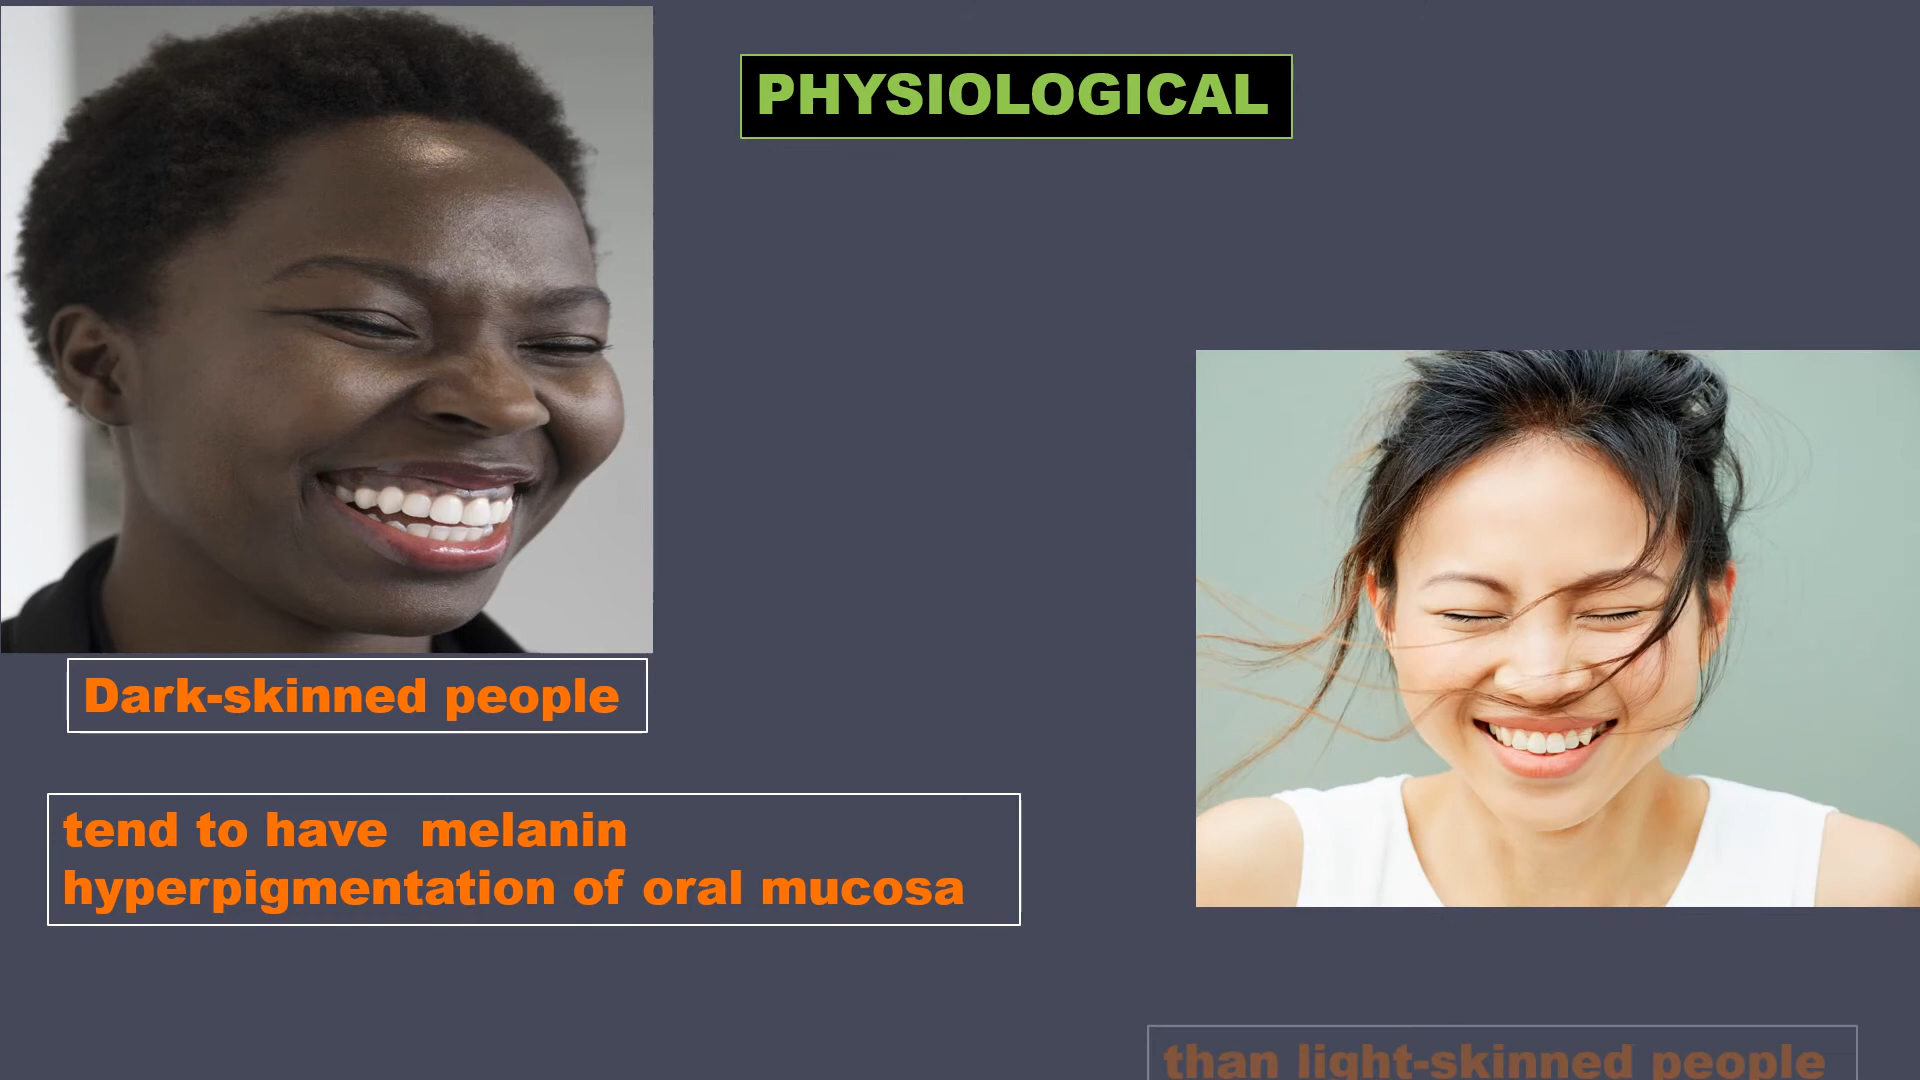 PHYSIOLOGICAL
Dark-skinned people
tend to have  melanin
hyperpigmentation of oral mucosa
than light-skinned people